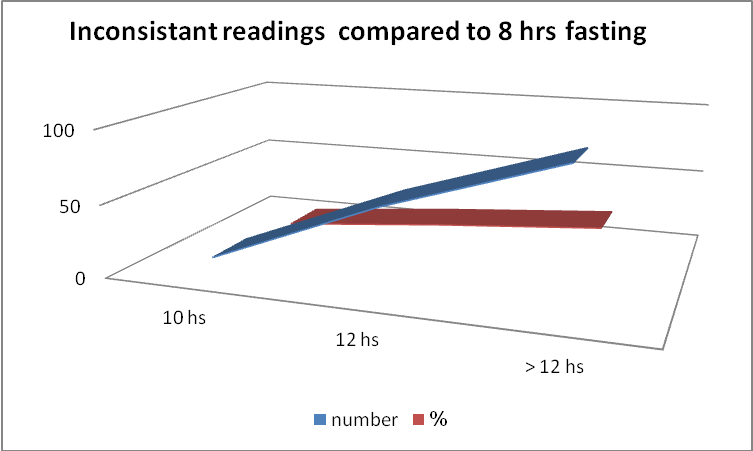 Inconsistant readings compared to 8 hrs fasting
100
50
0
10 hs
12 hs
> 12 hs
number %